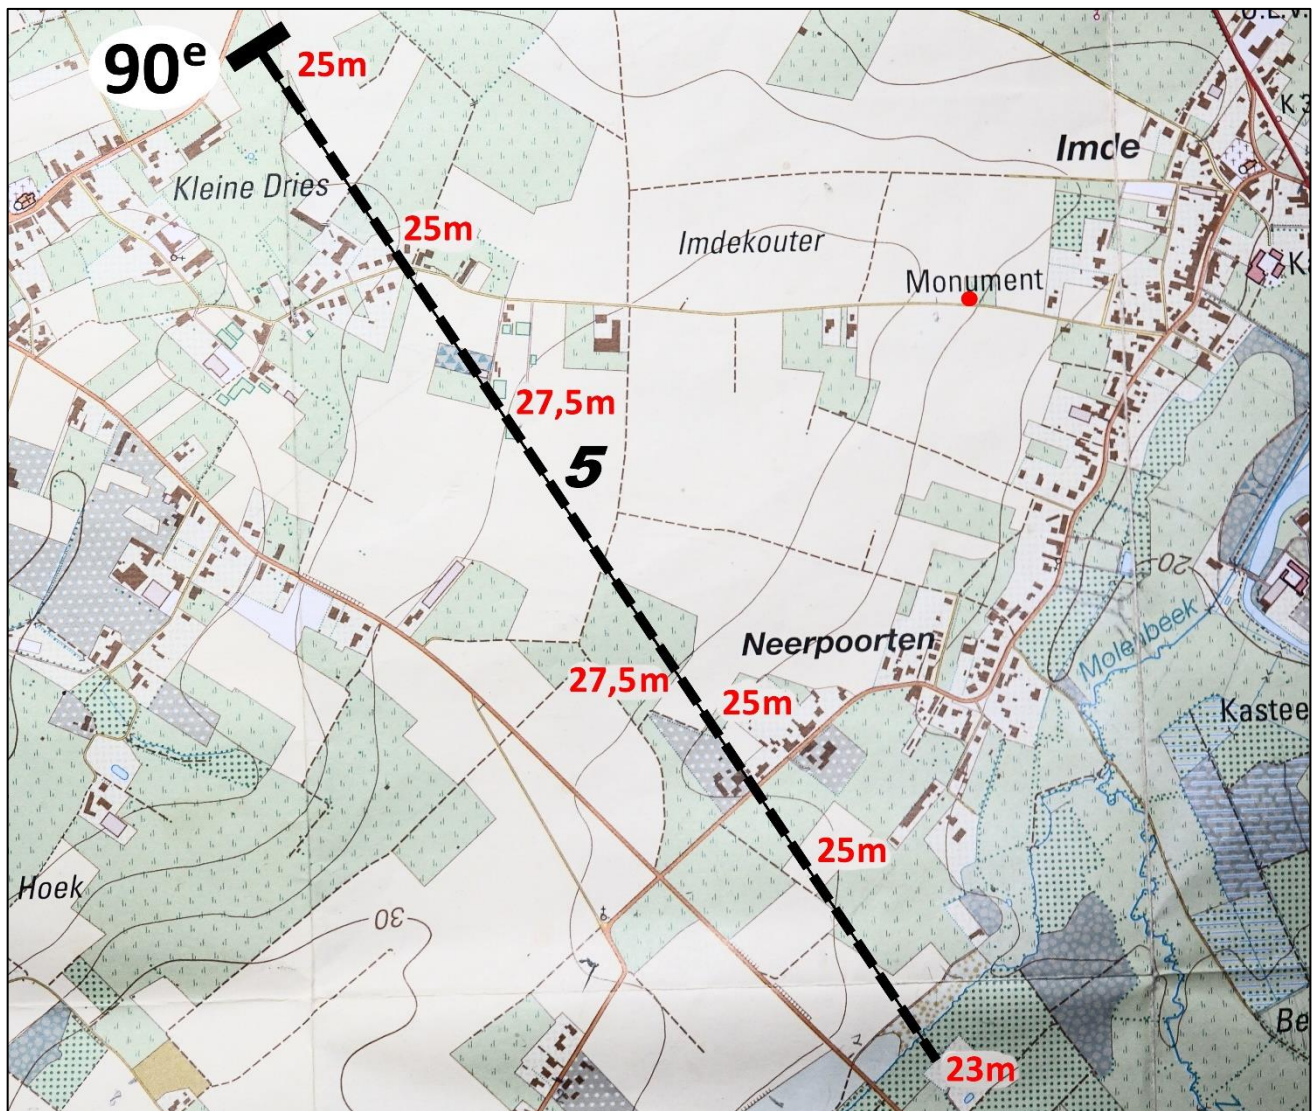 90e
25m
Kleine Dries
25m
Imde
K 3
Imdekouter
Monument
27,5m
5
20
Molenbeek
Neerpoorten
27,5m
25m
Kastee
25m
Hoek
30
Be
23m